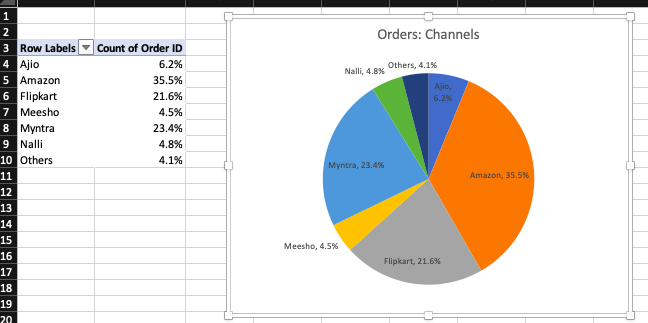 1
2
3 Row Labels Count of Order ID
4 Ajio 6.2%
5 Amazon 35.5%
6 Flipkart 21.6%
7 Meesho 4.5%
8 Myntra 23.4%
9 Nalli 4.8%
10 Others 4.1%
11
12
13
14
15
16
17
18
19
20
Orders: Channels
Others, 4.1%
Nalli, 4.8%
Ajio,
6.2%
Myntra, 23.4%
Amazon, 35.5%
Meesho, 4.5%
Flipkart, 21.6%